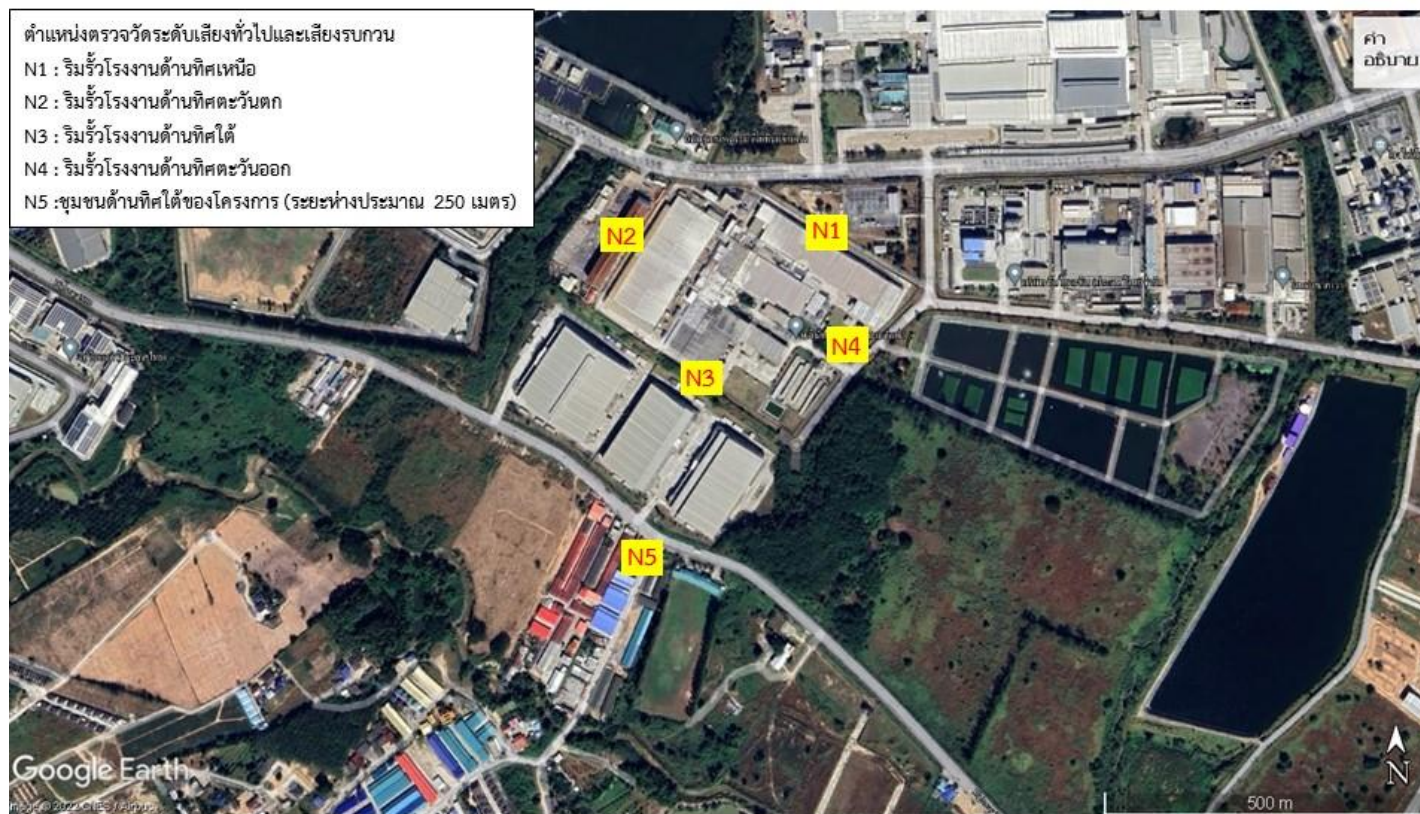 ตำแหน่งตรวจวัดระดับเสียงทั่วไปและเสียงรบกวน
N1 : ริมรั้วโรงงานด้านทิศเหนือ
N2 : ริมรั้วโรงงานด้านทิศตะวันตก
N3 : ริมรั้วโรงงานด้านทิศใต้
N4 : ริมรั้วโรงงานด้านทิศตะวันออก
N5 :ชุมชนด้านทิศใต้ของโครงการ (ระยะห่างประมาณ 250 เมตร)
คำ
อธิบาย
N1
N2
N4
N3
N5
Google Earth
N
500 m